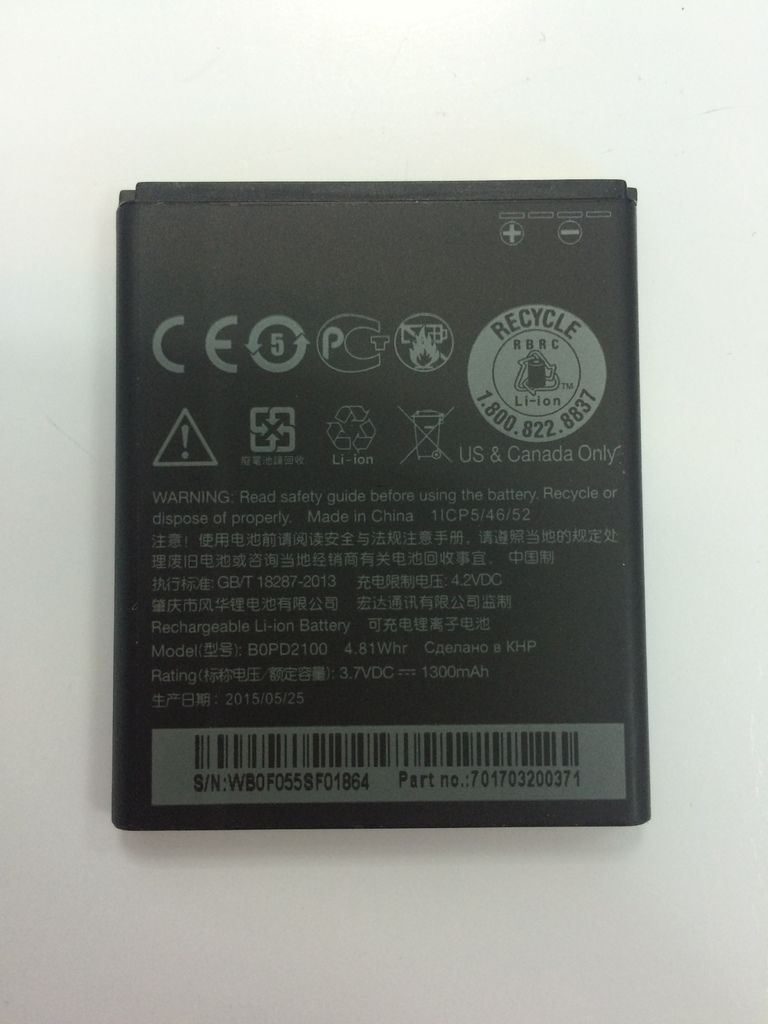 CE 5 РСТ
RECYCLE
RBRC
Li-ion TM
1.800.822.8837
廢電池請回收
Li-ion
US & Canada Only
WARNING: Read safety guide before using the battery. Recycle or
dispose of properly. Made in China 1ICP5/46/52
注意！使用电池前请阅读安全与法规注意手册，请遵照当地的规定处
理废旧电池或咨询当地经销商有关电池回收事宜。 中国制
执行标准: GB/T 18287-2013 充电限制电压: 4.2VDC
肇庆市风华锂电池有限公司 宏达通讯有限公司监制
Rechargeable Li-ion Battery 可充电锂离子电池
Model(型号): B0PD2100 4.81Whr Сделано в КНР
Rating(标称电压/额定容量): 3.7VDC 1300mAh
生产日期: 2015/05/25
S/N:WB0F055SF01864 Part no.:701703200371